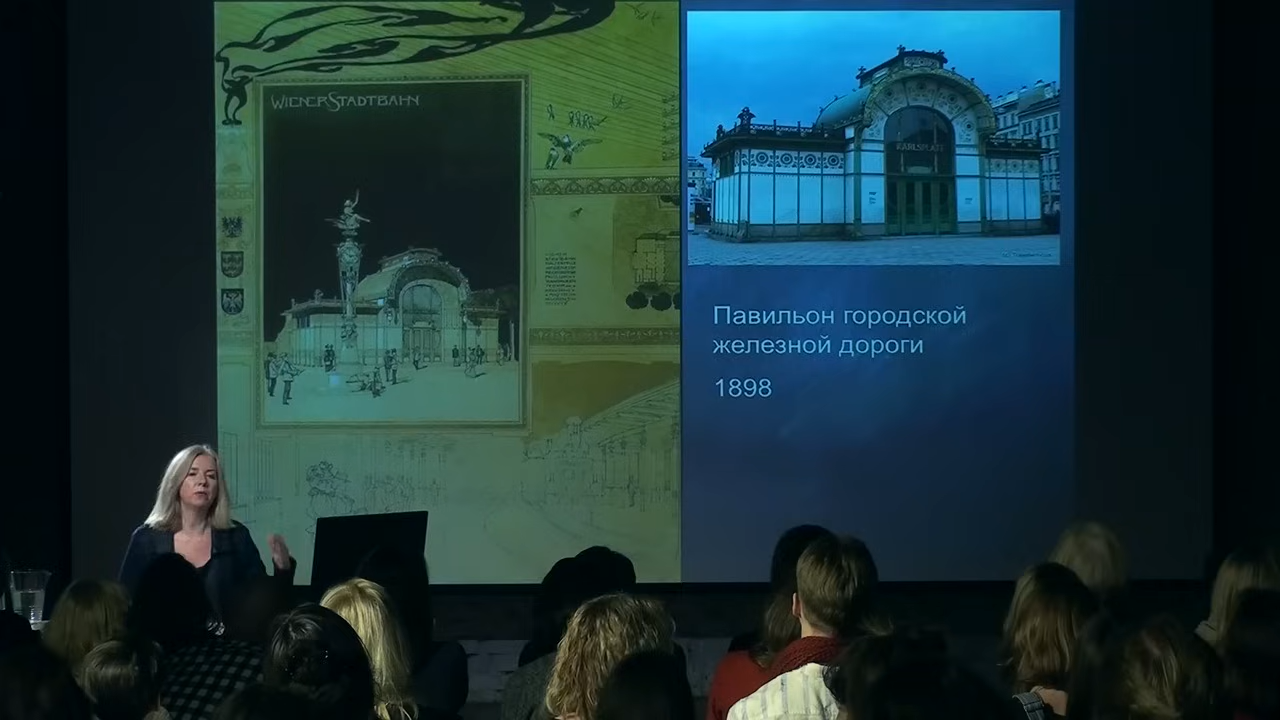 WIENER STADTBAHN
KARLSPLATZ
Павильон городской
железной дороги
1898